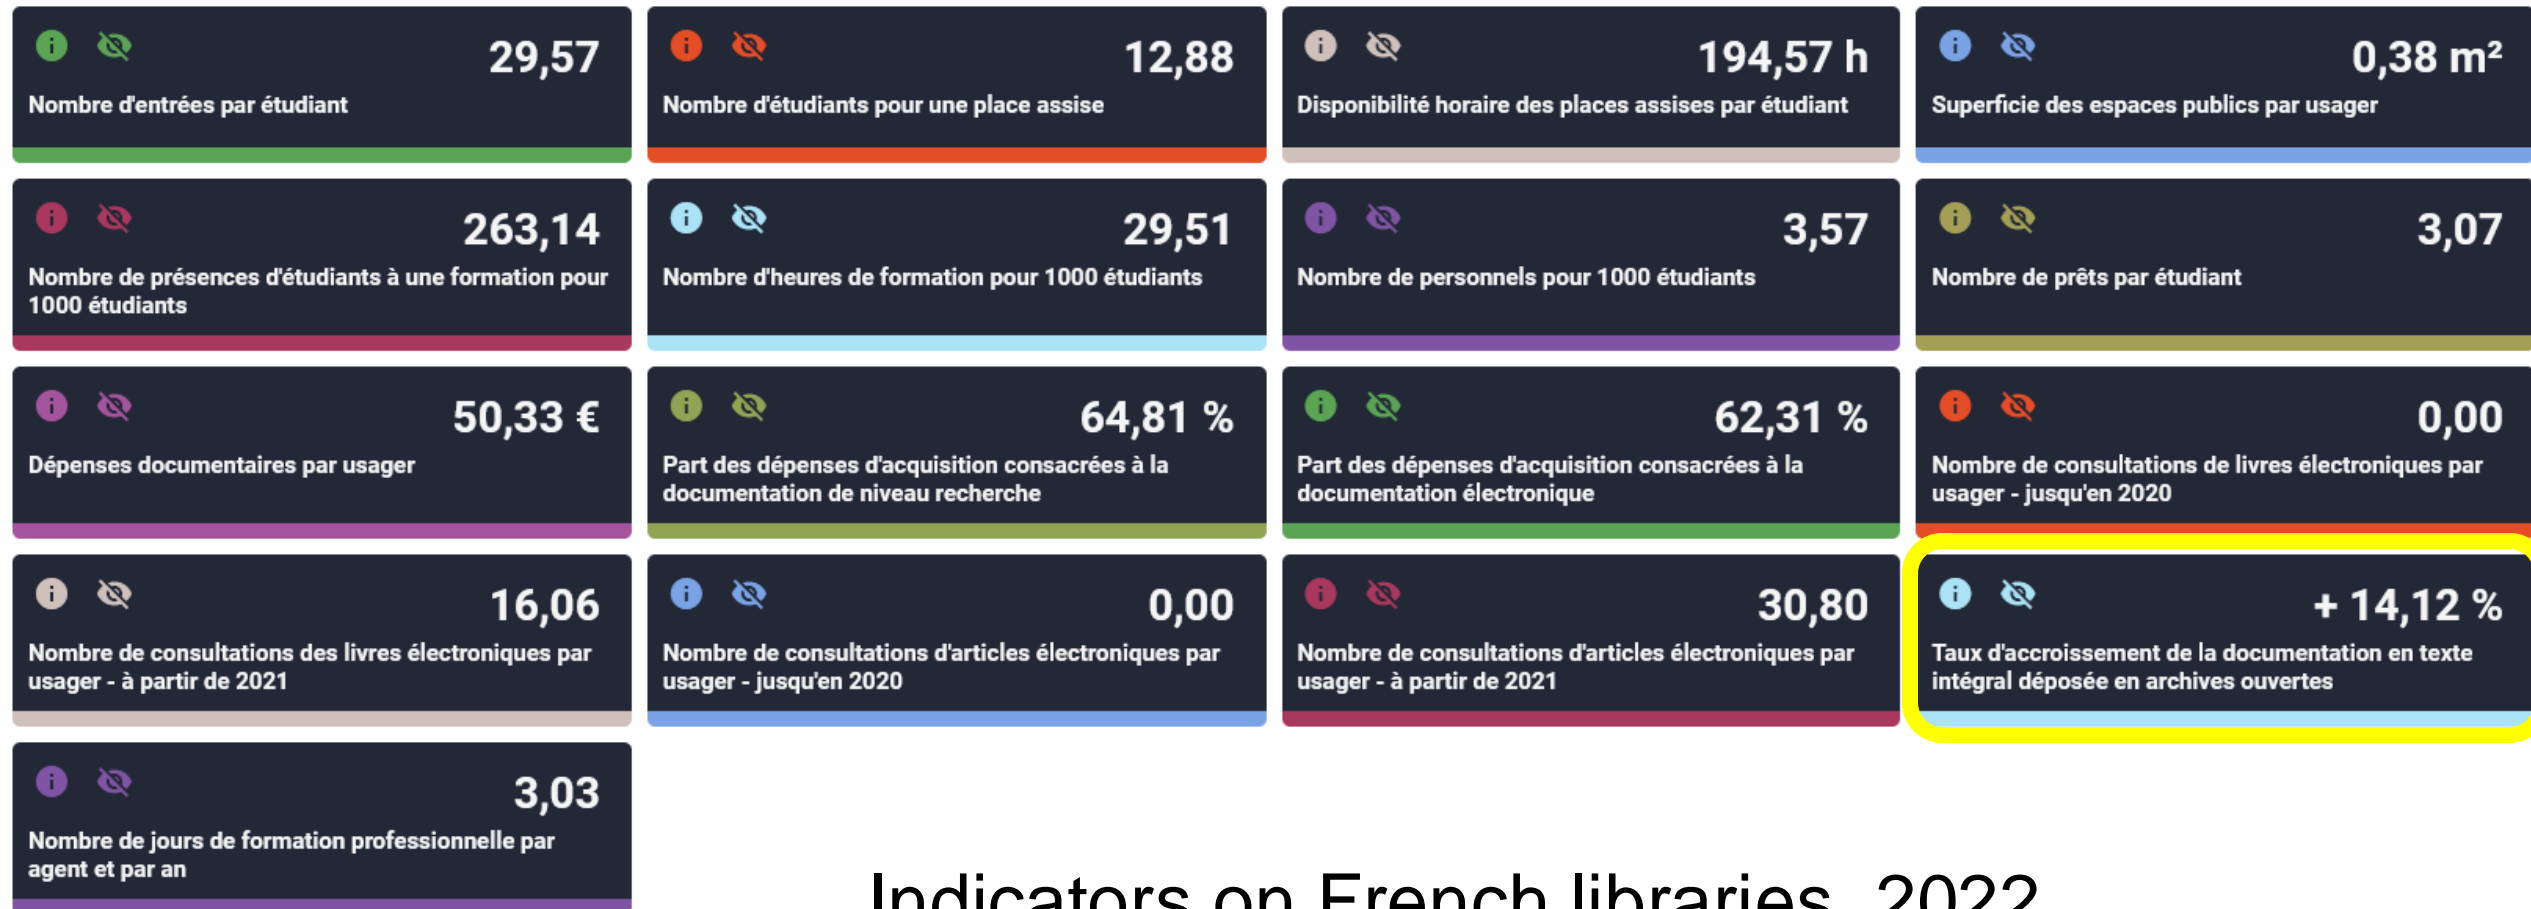 29,57
Nombre d'entrées par étudiant
12,88
Nombre d'étudiants pour une place assise
194,57 h
Disponibilité horaire des places assises par étudiant
0,38 m²
Superficie des espaces publics par usager
263,14
Nombre de présences d'étudiants à une formation pour
1000 étudiants
29,51
Nombre d'heures de formation pour 1000 étudiants
3,57
Nombre de personnels pour 1000 étudiants
3,07
Nombre de prêts par étudiant
50,33 €
Dépenses documentaires par usager
64,81 %
Part des dépenses d'acquisition consacrées à la
documentation de niveau recherche
62,31 %
Part des dépenses d'acquisition consacrées à la
documentation électronique
0,00
Nombre de consultations de livres électroniques par
usager - jusqu'en 2020
16,06
Nombre de consultations des livres électroniques par
usager - à partir de 2021
0,00
Nombre de consultations d'articles électroniques par
usager - jusqu'en 2020
30,80
Nombre de consultations d'articles électroniques par
usager - à partir de 2021
+ 14,12 %
Taux d'accroissement de la documentation en texte
intégral déposée en archives ouvertes
3,03
Nombre de jours de formation professionnelle par
agent et par an
Indicators on French libraries, 2022